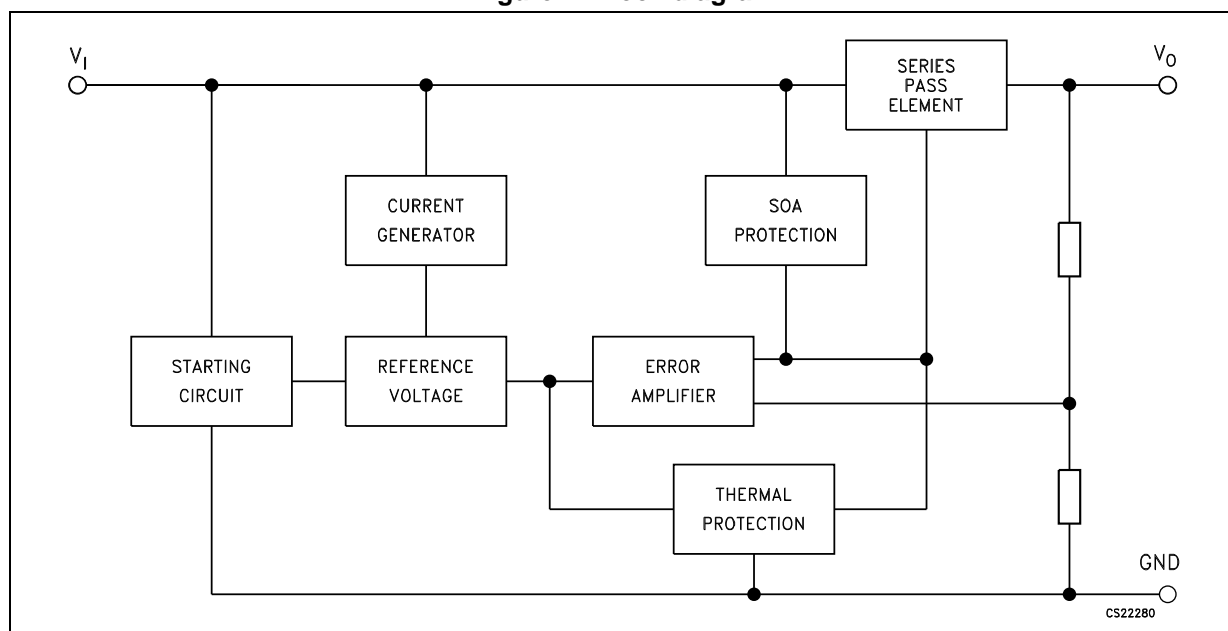 V_I
V_O
SERIES
PASS
ELEMENT
CURRENT
GENERATOR
SOA
PROTECTION
STARTING
CIRCUIT
REFERENCE
VOLTAGE
ERROR
AMPLIFIER
THERMAL
PROTECTION
GND
CS22280